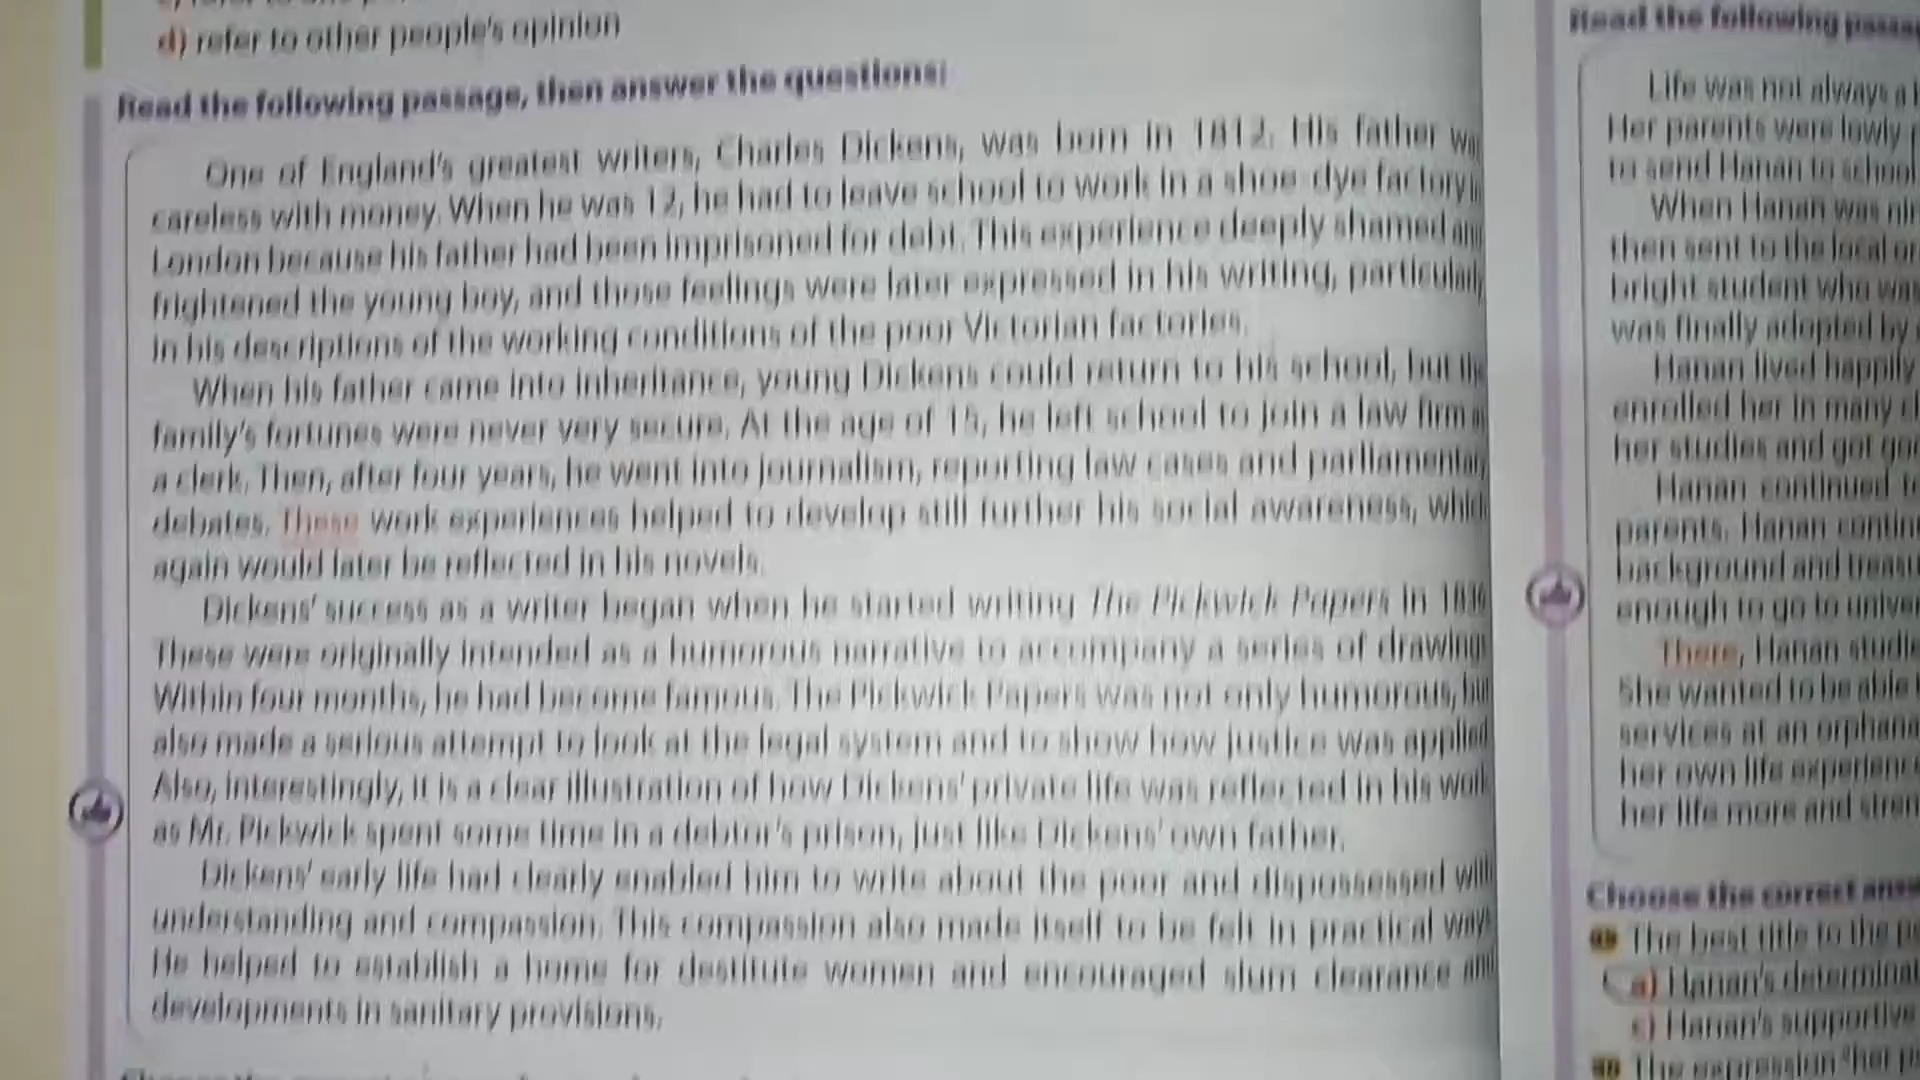 d) refer to other people's opinion
Read the following passage, then answer the questions:
One of England's greatest writers, Charles Dickens, was born in 1812. His father
careless with money. When he was 12, he had to leave school to work in a shoe-dye factory
London because his father had been imprisoned for debt. This experience deeply shamed and
frightened the young boy, and those feelings were later expressed in his writing, particularly
in his descriptions of the working conditions of the poor Victorian factories.
When his father came into inheritance, young Dickens could return to his school, but the
family's fortunes were never very secure. At the age of 15, he left school to join a law firm
a clerk. Then, after four years, he went into journalism, reporting law cases and parliamentary
debates. These work experiences helped to develop still further his social awareness, which
again would later be reflected in his novels.
Dickens' success as a writer began when he started writing The Pickwick Papers in
These were originally intended as a humorous narrative to accompany a series of drawings
Within four months, he had become famous. The Pickwick Papers was not only humorous, but
also made a serious attempt to look at the legal system and to show how justice was applied
Also, interestingly, it is a clear illustration of how Dickens' private life was reflected in his work
as Mr. Pickwick spent some time in a debtor's prison, just like Dickens' own father.
Dickens' early life had clearly enabled him to write about the poor and dispossessed with
understanding and compassion. This compassion also made itself to be felt in practical ways
He helped to establish a home for destitute women and encouraged slum clearance and
developments in sanitary provisions.
Read the following
Life was not always a
Her parents were lowly
to send Hanan to school
When Hanan was
then sent to the local
bright student who was
was finally adopted by
Hanan lived happily
enrolled her in many
her studies and got
Hanan continued
parents. Hanan
background and
enough to go to
There, Hanan
She wanted to be able
services at an
her own life
her life more and
Choose the correct
The best title to the
a) Hanan's
c) Hanan's supportive
The expression "her